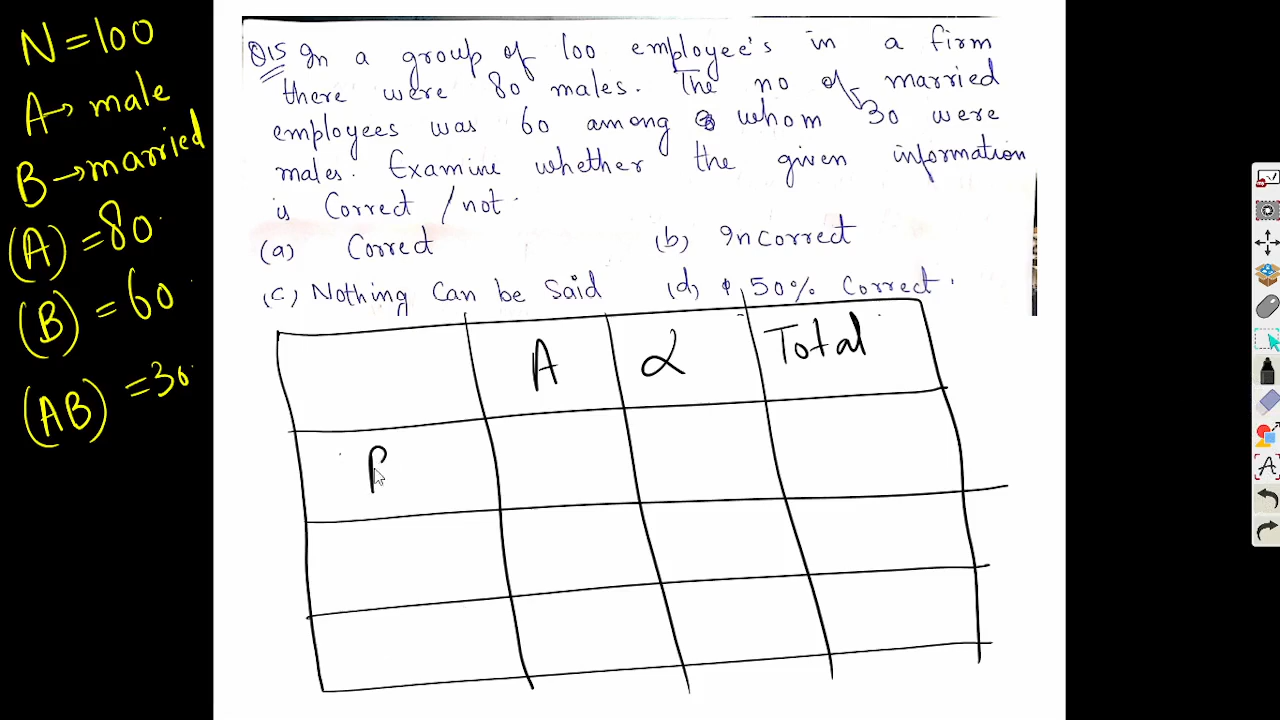 N=100
A→ male
B→married
(A) =80
(B) = 60
(AB) =30
Q15 In a group of 100 employee's in a firm
there were 80 males. The no of married
employees was 60 among whom 30 were
males. Examine whether the given information
is Correct / not.
(a) Correct (b) Incorrect
(c) Nothing Can be Said (d) 50% Correct.
A α Total
B